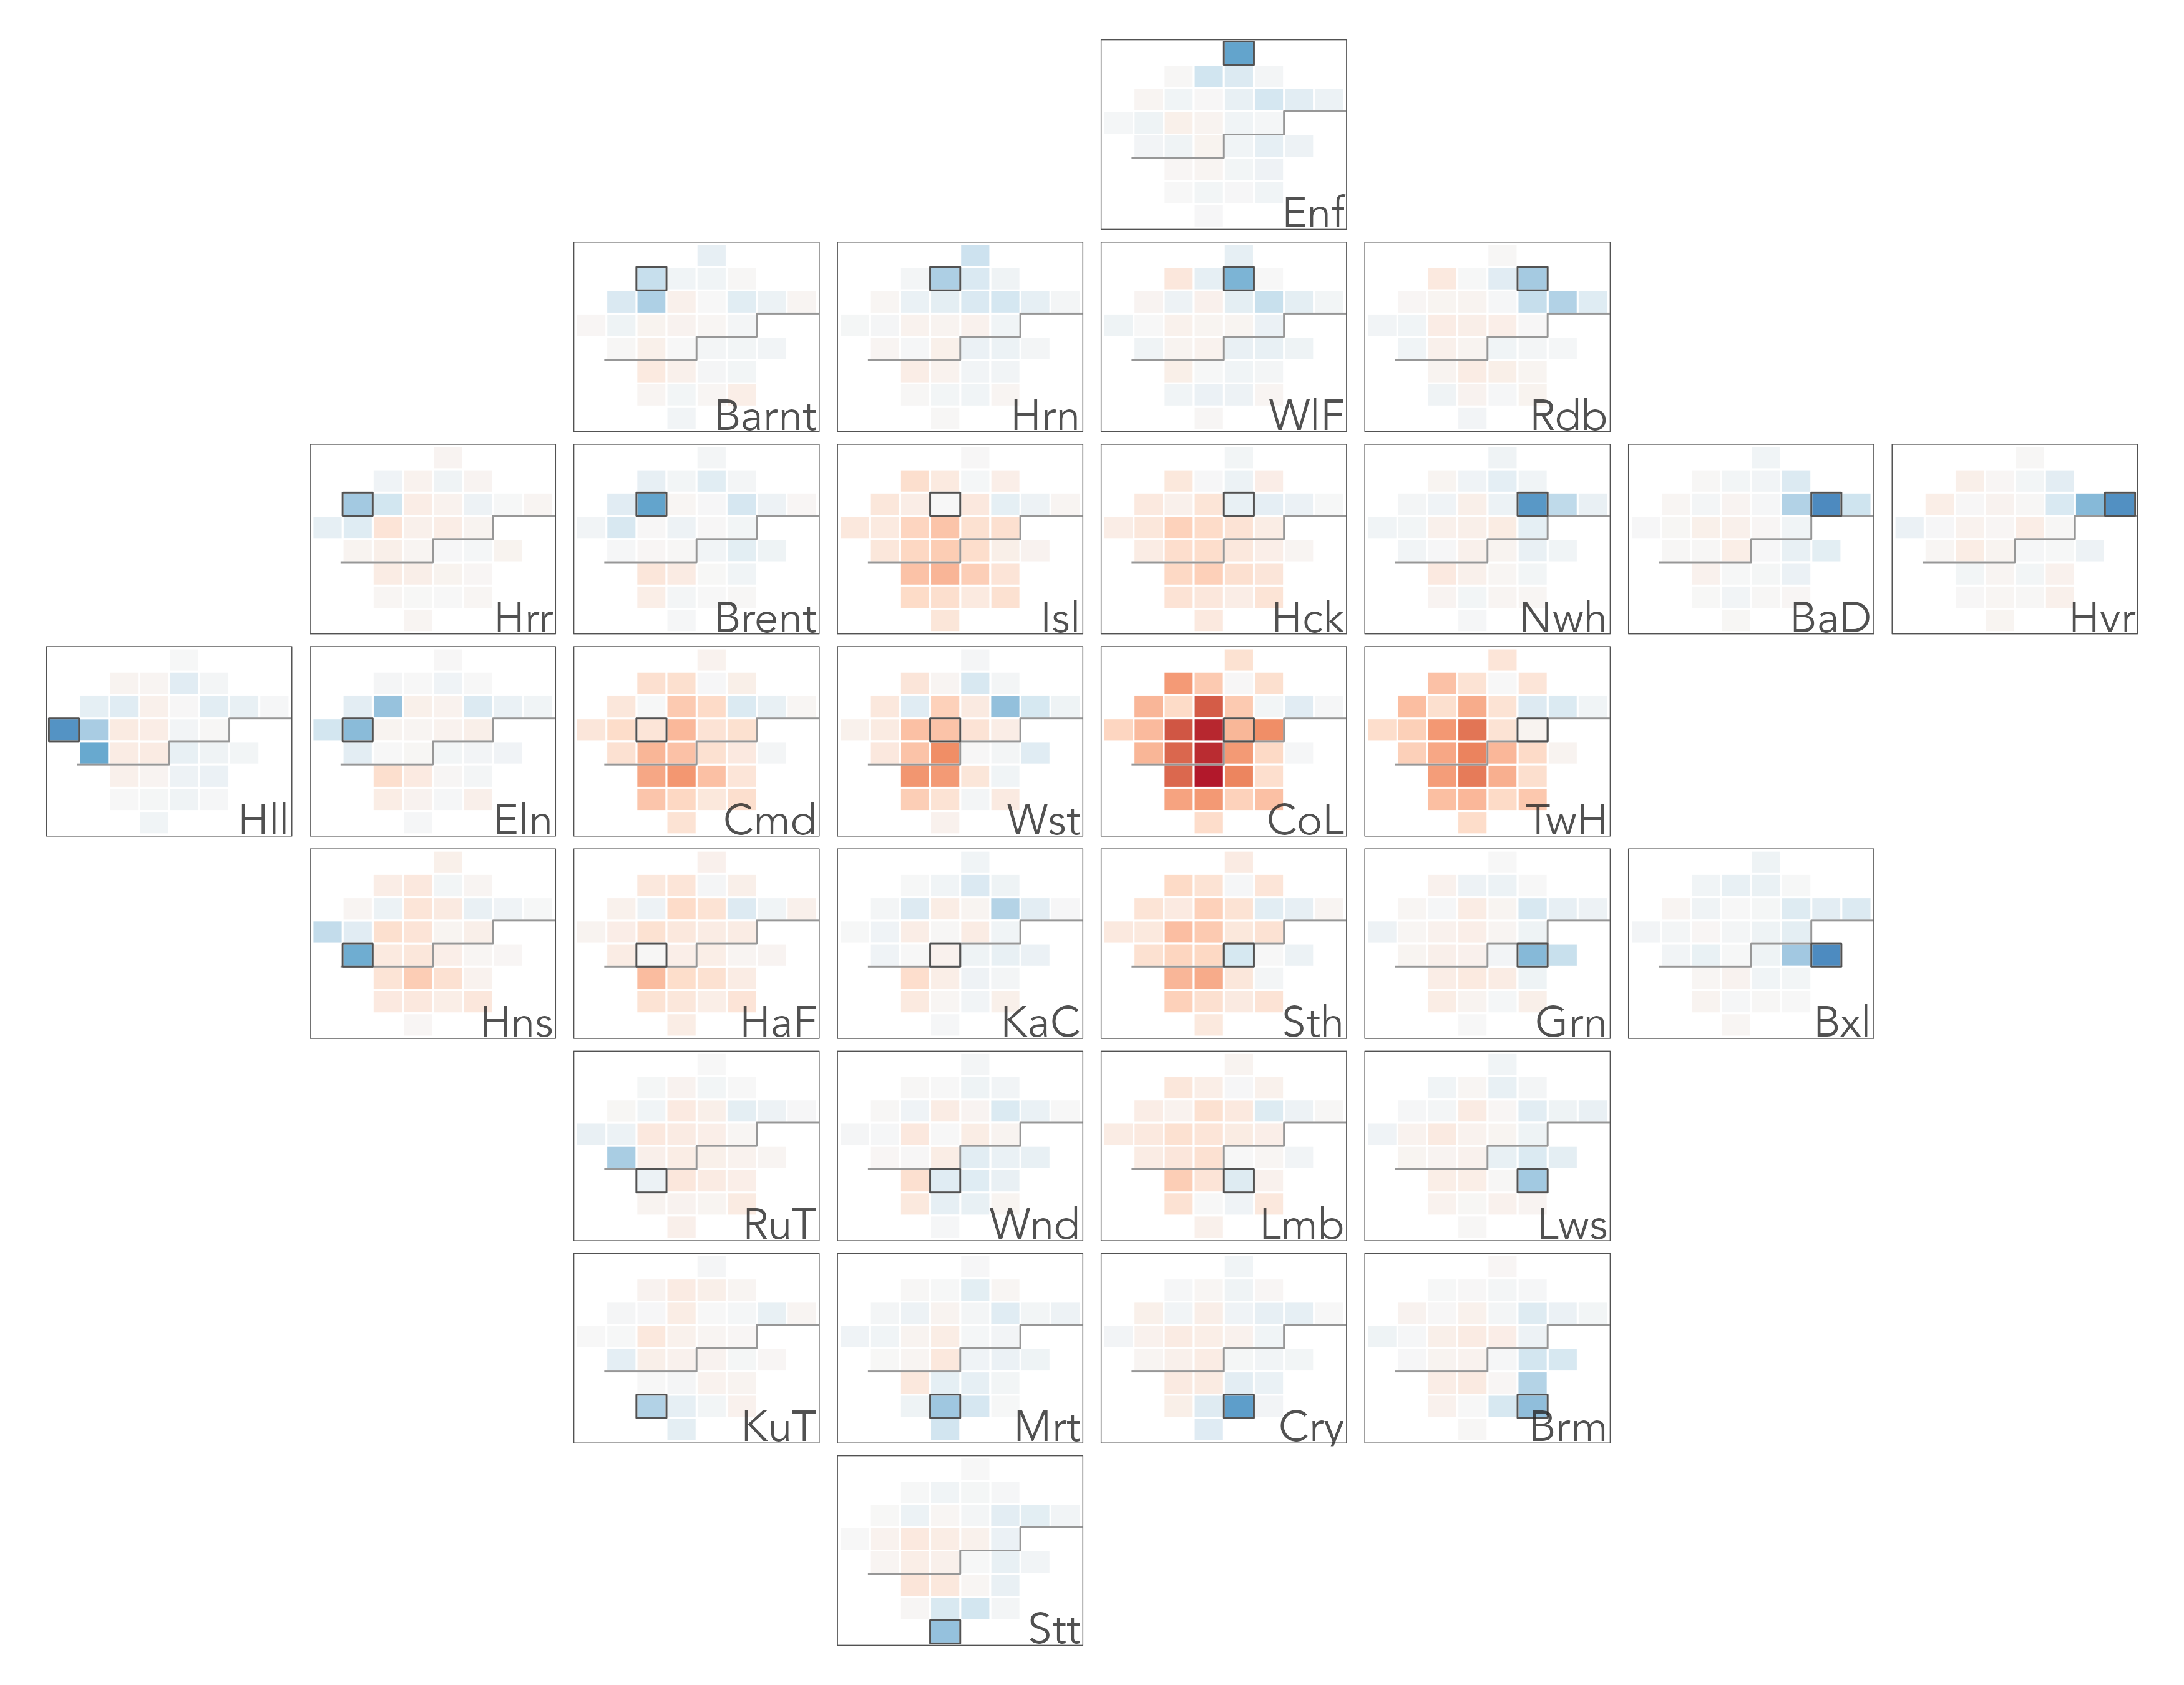 Enf
Barnt Hrn WlF Rdb
Hrr Brent Isl Hck Nwh BaD Hvr
Hll Eln Cmd Wst CoL TwH
Hns HaF KaC Sth Grn Bxl
RuT Wnd Lmb Lws
KuT Mrt Cry Brm
Stt